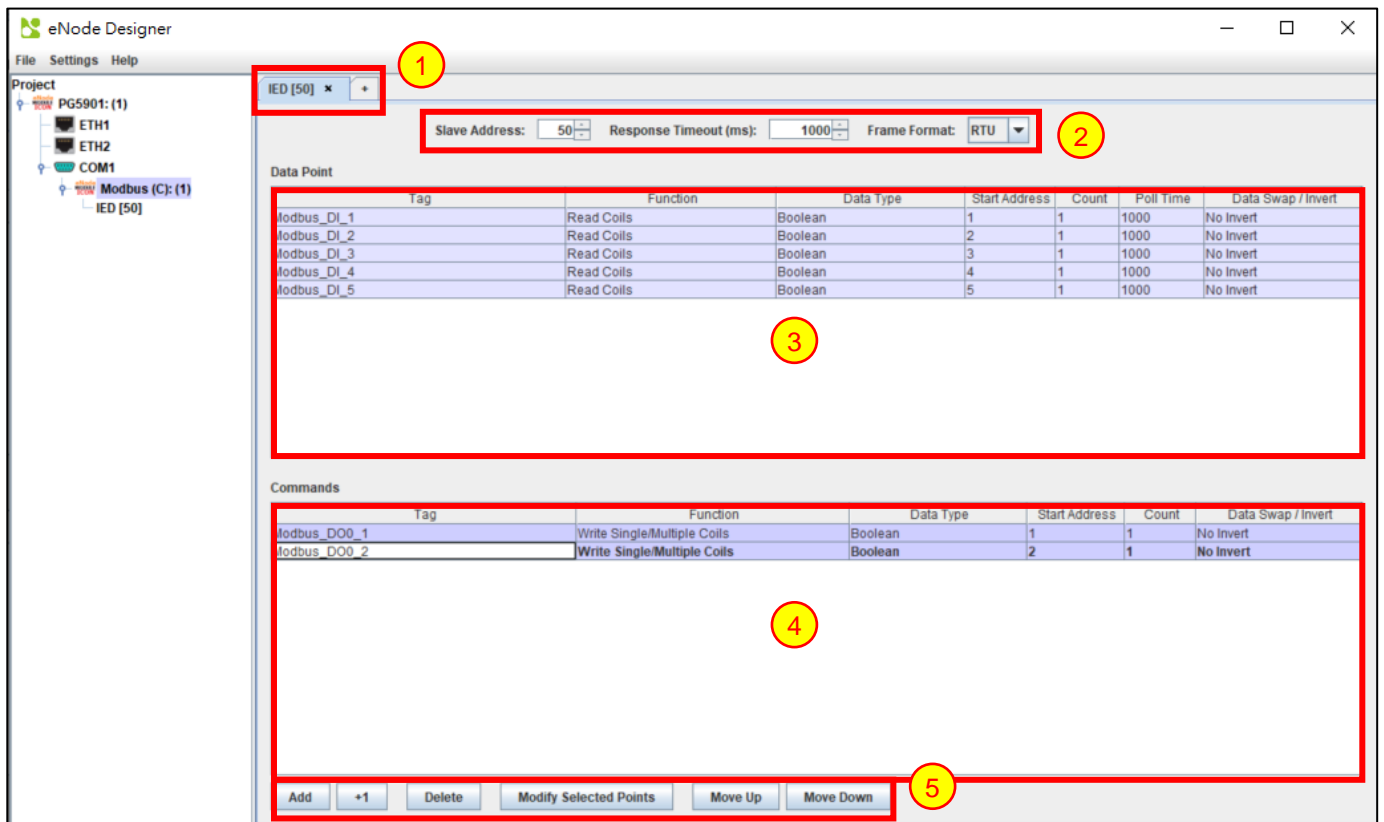 eNode Designer
File Settings Help
1
Project
IED [50] × +
PG5901: (1)
ETH1
Slave Address: 50 Response Timeout (ms): 1000 Frame Format: RTU
2
ETH2
COM1
Data Point
Modbus (C): (1)
IED [50]
Tag Function Data Type Start Address Count Poll Time Data Swap / Invert
Modbus_DI_1 Read Coils Boolean 1 1 1000 No Invert
Modbus_DI_2 Read Coils Boolean 2 1 1000 No Invert
Modbus_DI_3 Read Coils Boolean 3 1 1000 No Invert
Modbus_DI_4 Read Coils Boolean 4 1 1000 No Invert
Modbus_DI_5 Read Coils Boolean 5 1 1000 No Invert
3
Commands
Tag Function Data Type Start Address Count Data Swap / Invert
Modbus_DO0_1 Write Single/Multiple Coils Boolean 1 1 No Invert
Modbus_DO0_2 Write Single/Multiple Coils Boolean 2 1 No Invert
4
5
Add +1 Delete Modify Selected Points Move Up Move Down